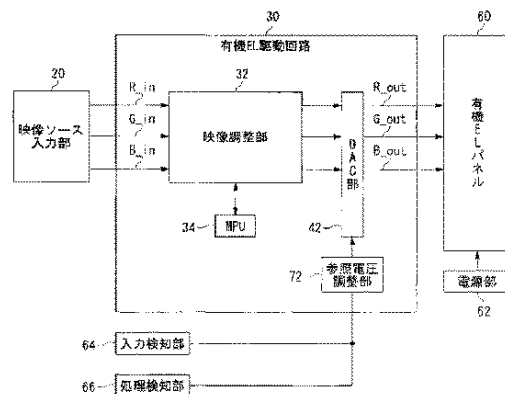 30
有機EL駆動回路
60
20
R_in
32
R_out
映像ソース
入力部
G_in
映像調整部
DAC部
G_out
有機ELパネル
B_in
B_out
34
MPU
42
72
参照電圧
調整部
電源部
62
64
入力検知部
66
処理検知部